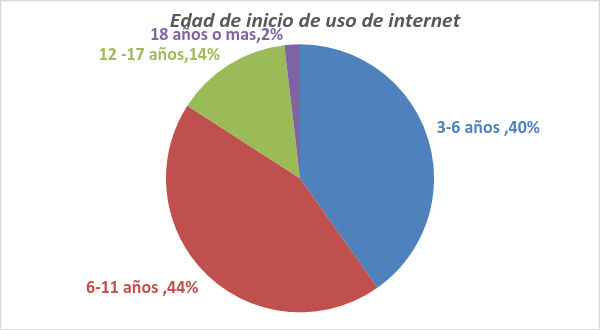 Edad de inicio de uso de internet
18 años o mas,2%
12 -17 años,14%
3-6 años ,40%
6-11 años ,44%